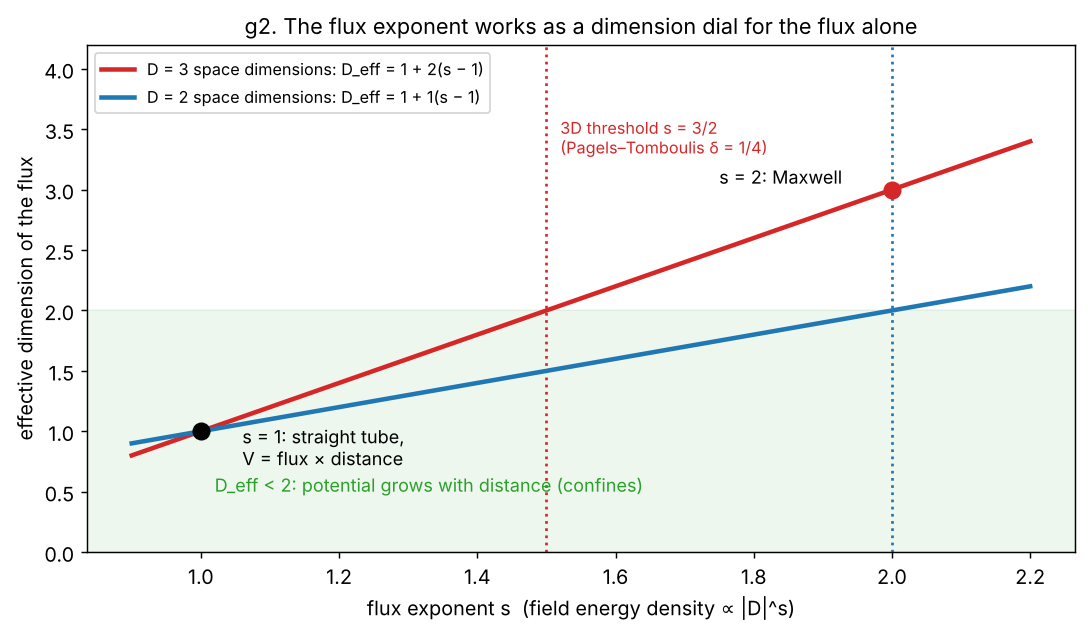 g2. The flux exponent works as a dimension dial for the flux alone
D = 3 space dimensions: D_eff = 1 + 2(s − 1)
D = 2 space dimensions: D_eff = 1 + 1(s − 1)
3D threshold s = 3/2
(Pagels–Tomboulis δ = 1/4)
s = 2: Maxwell
s = 1: straight tube,
V = flux × distance
D_eff < 2: potential grows with distance (confines)
effective dimension of the flux
4.0
3.5
3.0
2.5
2.0
1.5
1.0
0.5
0.0
1.0
1.2
1.4
1.6
1.8
2.0
2.2
flux exponent s  (field energy density ∝ |D|^s)